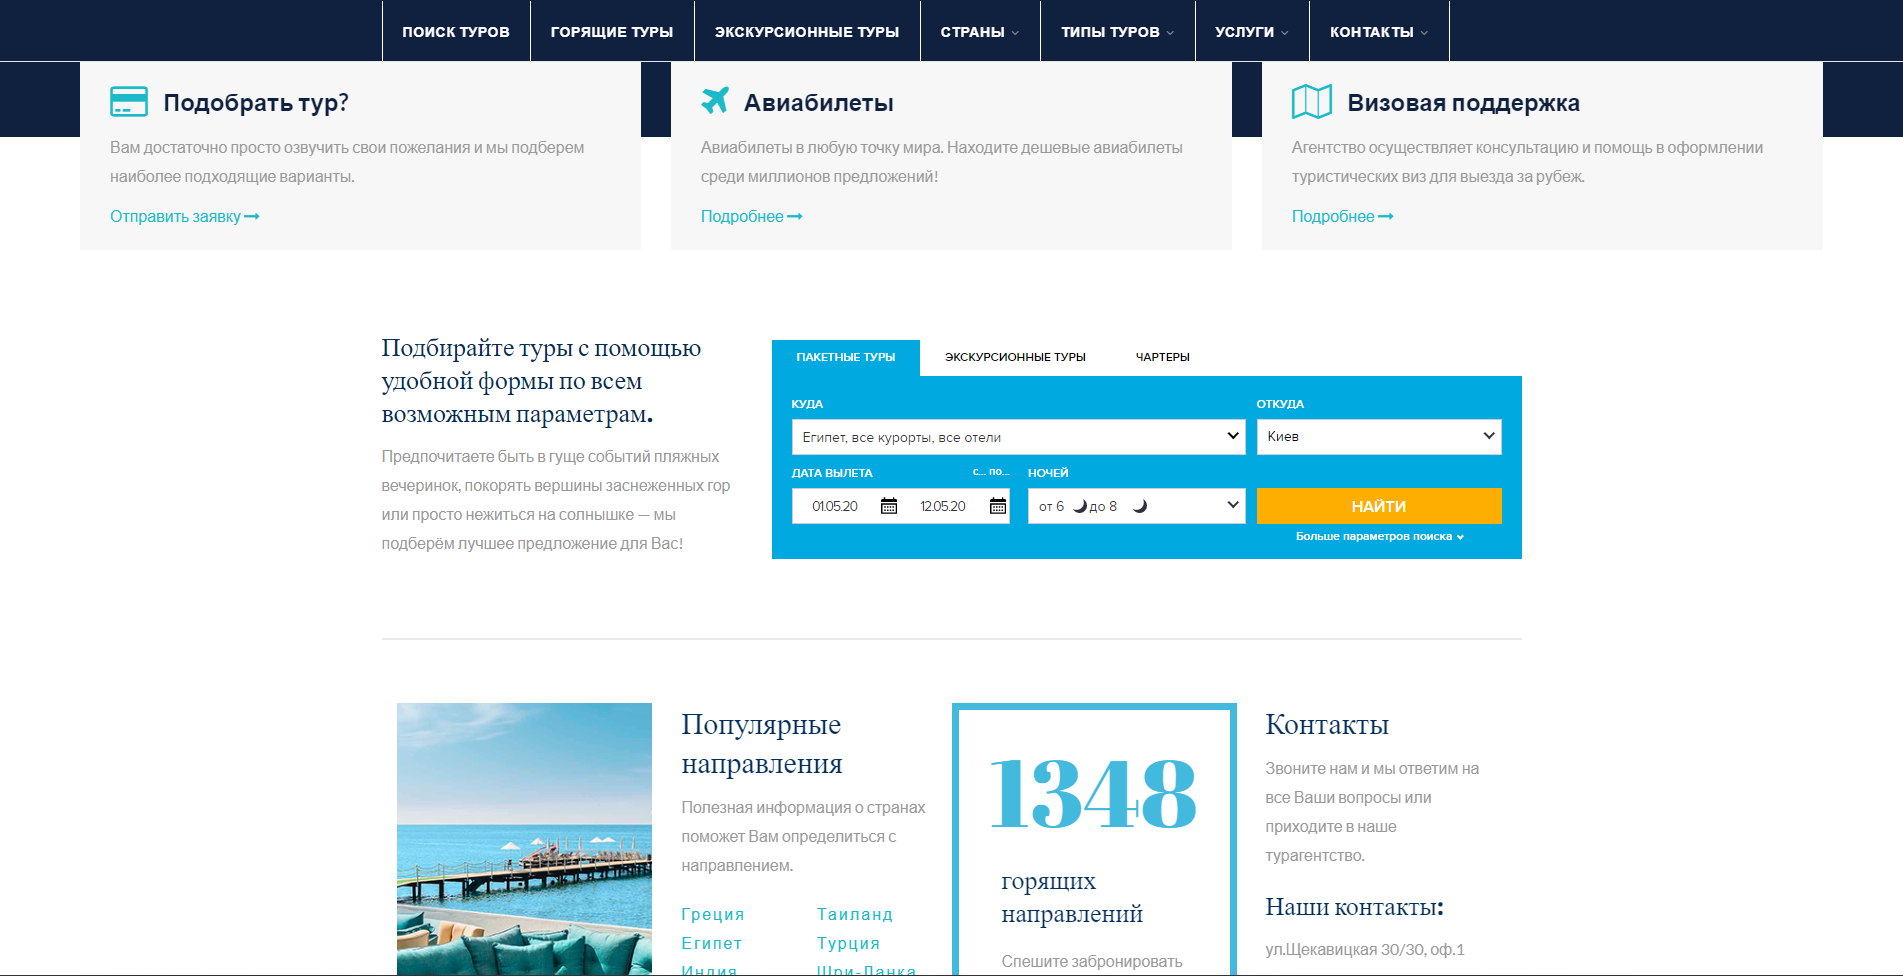 ПОИСК ТУРОВ
ГОРЯЩИЕ ТУРЫ
ЭКСКУРСИОННЫЕ ТУРЫ
СТРАНЫ
ТИПЫ ТУРОВ
УСЛУГИ
КОНТАКТЫ
Подобрать тур?
Вам достаточно просто озвучить свои пожелания и мы подберем
наиболее подходящие варианты.
Отправить заявку
Авиабилеты
Авиабилеты в любую точку мира. Находите дешевые авиабилеты
среди миллионов предложений!
Подробнее
Визовая поддержка
Агентство осуществляет консультацию и помощь в оформлении
туристических виз для выезда за рубеж.
Подробнее
Подбирайте туры с помощью
удобной формы по всем
возможным параметрам.
Предпочитаете быть в гуще событий пляжных
вечеринок, покорять вершины заснеженных гор
или просто нежиться на солнышке — мы
подберём лучшее предложение для Вас!
ПАКЕТНЫЕ ТУРЫ
ЭКСКУРСИОННЫЕ ТУРЫ
ЧАРТЕРЫ
КУДА
Египет, все курорты, все отели
ОТКУДА
Киев
ДАТА ВЫЛЕТА
с... по...
01.05.20
12.05.20
НОЧЕЙ
от 6 до 8
НАЙТИ
Больше параметров поиска
Популярные
направления
Полезная информация о странах
поможет Вам определиться с
направлением.
Греция
Таиланд
Египет
Турция
Индия
Шри-Ланка
1348
горящих
направлений
Спешите забронировать
Контакты
Звоните нам и мы ответим на
все Ваши вопросы или
приходите в наше
турагентство.
Наши контакты:
ул.Щекавицкая 30/30, оф.1